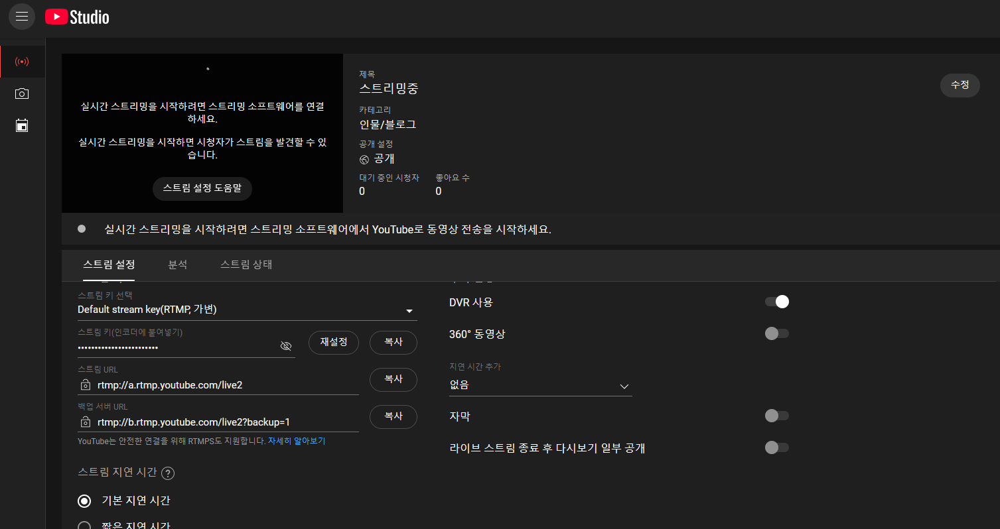 Studio
실시간 스트리밍을 시작하려면 스트리밍 소프트웨어를 연결
하세요.
실시간 스트리밍을 시작하면 시청자가 스트림을 발견할 수 있
습니다.
스트림 설정 도움말
제목
스트리밍중
수정
카테고리
인물/블로그
공개 설정
공개
대기 중인 시청자 좋아요 수
0 0
실시간 스트리밍을 시작하려면 스트리밍 소프트웨어에서 YouTube로 동영상 전송을 시작하세요.
스트림 설정 분석 스트림 상태
스트림 키 선택
Default stream key(RTMP, 가변)
스트림 키(인코더에 붙여넣기)
••••••••••••••••••••••••
재설정 복사
스트림 URL
rtmp://a.rtmp.youtube.com/live2
복사
백업 서버 URL
rtmp://b.rtmp.youtube.com/live2?backup=1
복사
YouTube는 안전한 연결을 위해 RTMPS도 지원합니다. 자세히 알아보기
스트림 지연 시간 ?
기본 지연 시간
짧은 지연 시간
DVR 사용
360° 동영상
지연 시간 추가
없음
자막
라이브 스트림 종료 후 다시보기 일부 공개